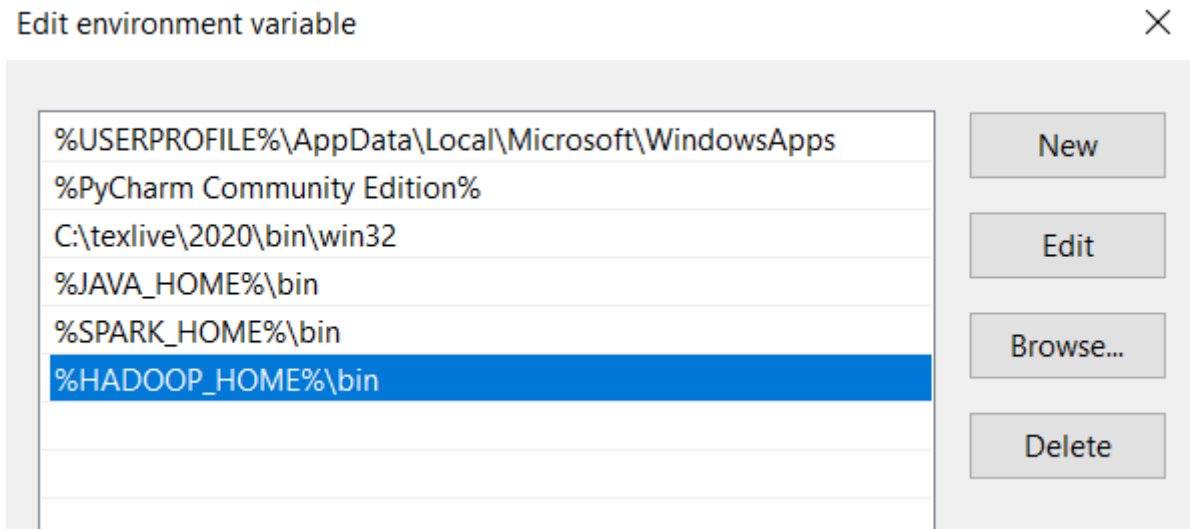 Edit environment variable
%USERPROFILE%\AppData\Local\Microsoft\WindowsApps
%PyCharm Community Edition%
C:\texlive\2020\bin\win32
%JAVA_HOME%\bin
%SPARK_HOME%\bin
%HADOOP_HOME%\bin
New
Edit
Browse...
Delete